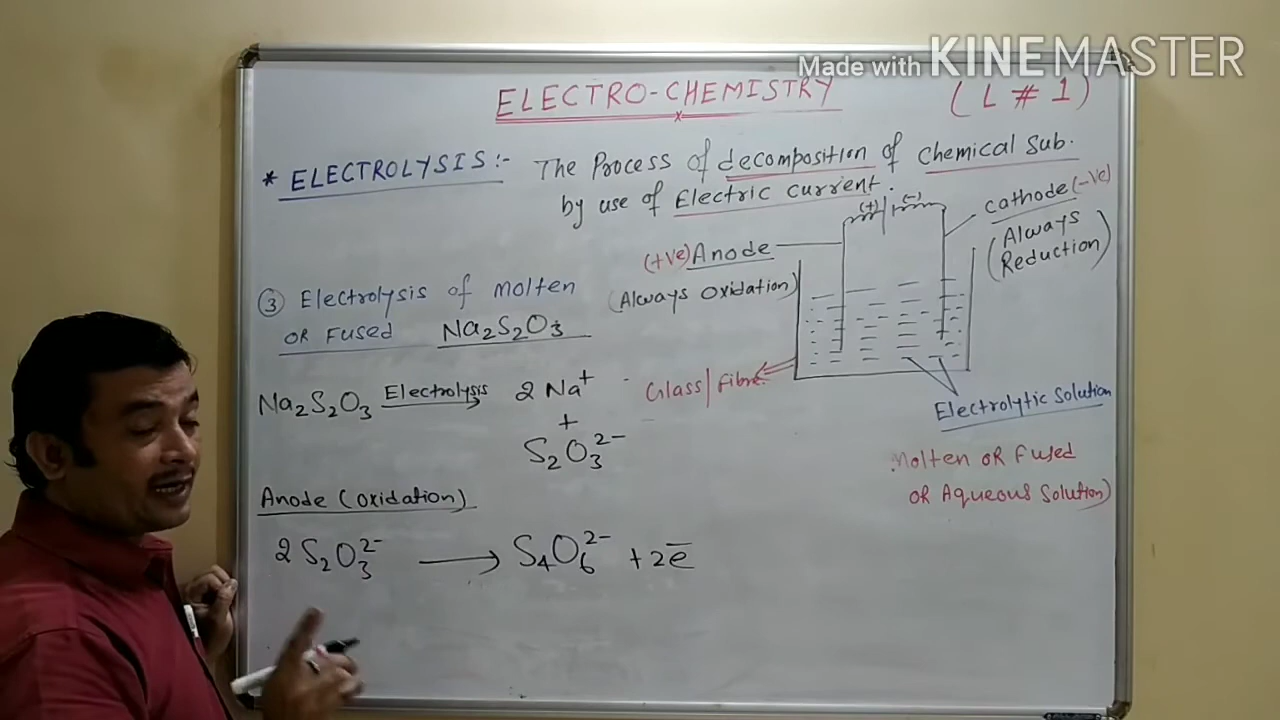 Made with KINEMASTER
ELECTRO-CHEMISTRY
(L # 1)
* ELECTROLYSIS:- The Process of decomposition of Chemical Sub.
by use of Electric current.
(+) (-)
cathode (-ve)
(Always
Reduction)
(+ve) Anode
(Always Oxidation)
③ Electrolysis of molten
OR Fused Na2S2O3
Na2S2O3 Electrolysis 2 Na+
+
S2O3 2-
Glass/Fibre.
Electrolytic Solution
Molten OR Fused
OR Aqueous Solution)
Anode (Oxidation)
2 S2O3 2- ⟶ S4O6 2- + 2e-